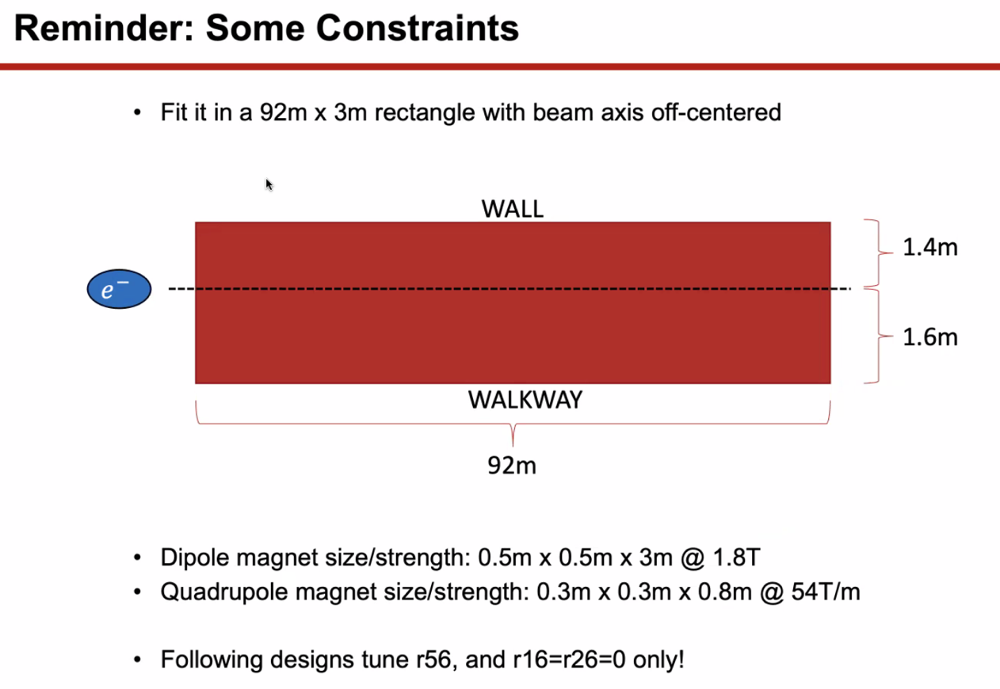 Reminder: Some Constraints
• Fit it in a 92m x 3m rectangle with beam axis off-centered
WALL
1.4m
e⁻
1.6m
WALKWAY
92m
• Dipole magnet size/strength: 0.5m x 0.5m x 3m @ 1.8T
• Quadrupole magnet size/strength: 0.3m x 0.3m x 0.8m @ 54T/m
• Following designs tune r56, and r16=r26=0 only!